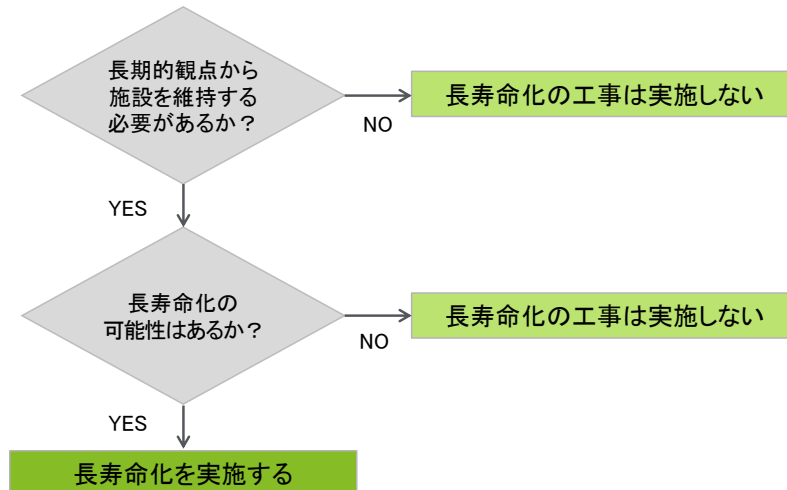 長期的観点から
施設を維持する
必要があるか？
長寿命化の工事は実施しない
NO
YES
長寿命化の
可能性はあるか？
長寿命化の工事は実施しない
NO
YES
長寿命化を実施する